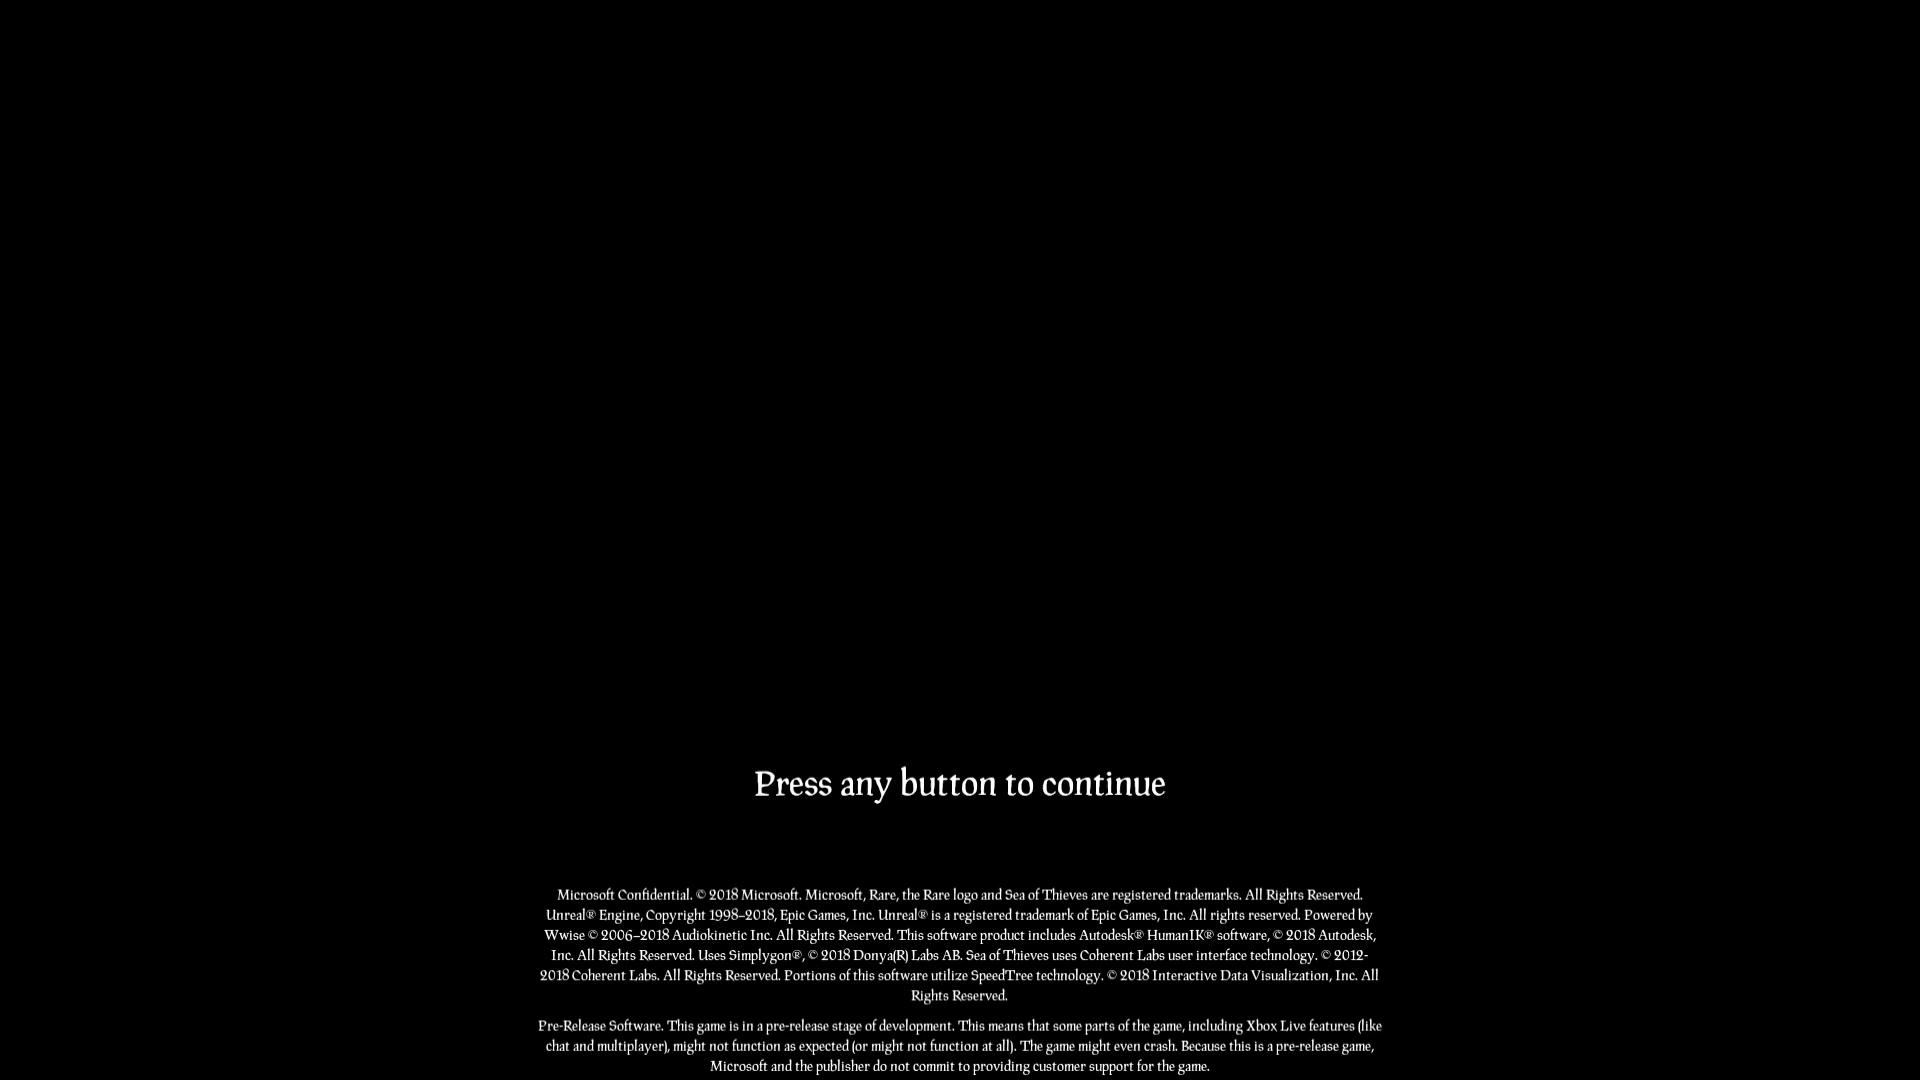 Press any button to continue
Microsoft Confidential. © 2018 Microsoft. Microsoft, Rare, the Rare logo and Sea of Thieves are registered trademarks. All Rights Reserved.
Unreal® Engine, Copyright 1998–2018, Epic Games, Inc. Unreal® is a registered trademark of Epic Games, Inc. All rights reserved. Powered by
Wwise © 2006–2018 Audiokinetic Inc. All Rights Reserved. This software product includes Autodesk® HumanIK® software, © 2018 Autodesk,
Inc. All Rights Reserved. Uses Simplygon®, © 2018 Donya(R) Labs AB. Sea of Thieves uses Coherent Labs user interface technology. © 2012-
2018 Coherent Labs. All Rights Reserved. Portions of this software utilize SpeedTree technology. © 2018 Interactive Data Visualization, Inc. All
Rights Reserved.
Pre-Release Software. This game is in a pre-release stage of development. This means that some parts of the game, including Xbox Live features (like
chat and multiplayer), might not function as expected (or might not function at all). The game might even crash. Because this is a pre-release game,
Microsoft and the publisher do not commit to providing customer support for the game.